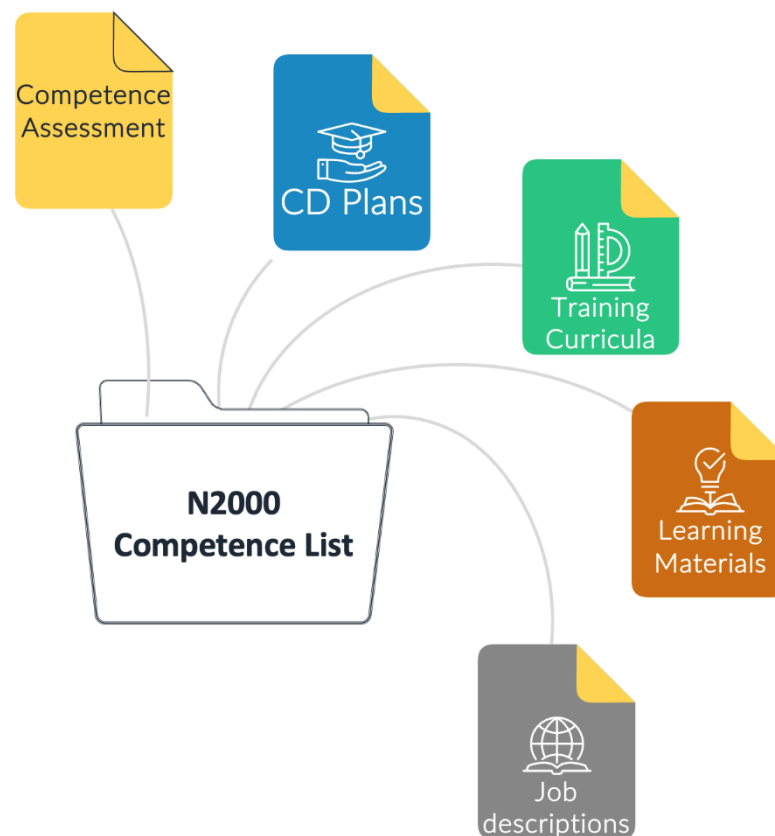 Competence
Assessment
CD Plans
Training
Curricula
Learning
Materials
N2000
Competence List
Job
descriptions